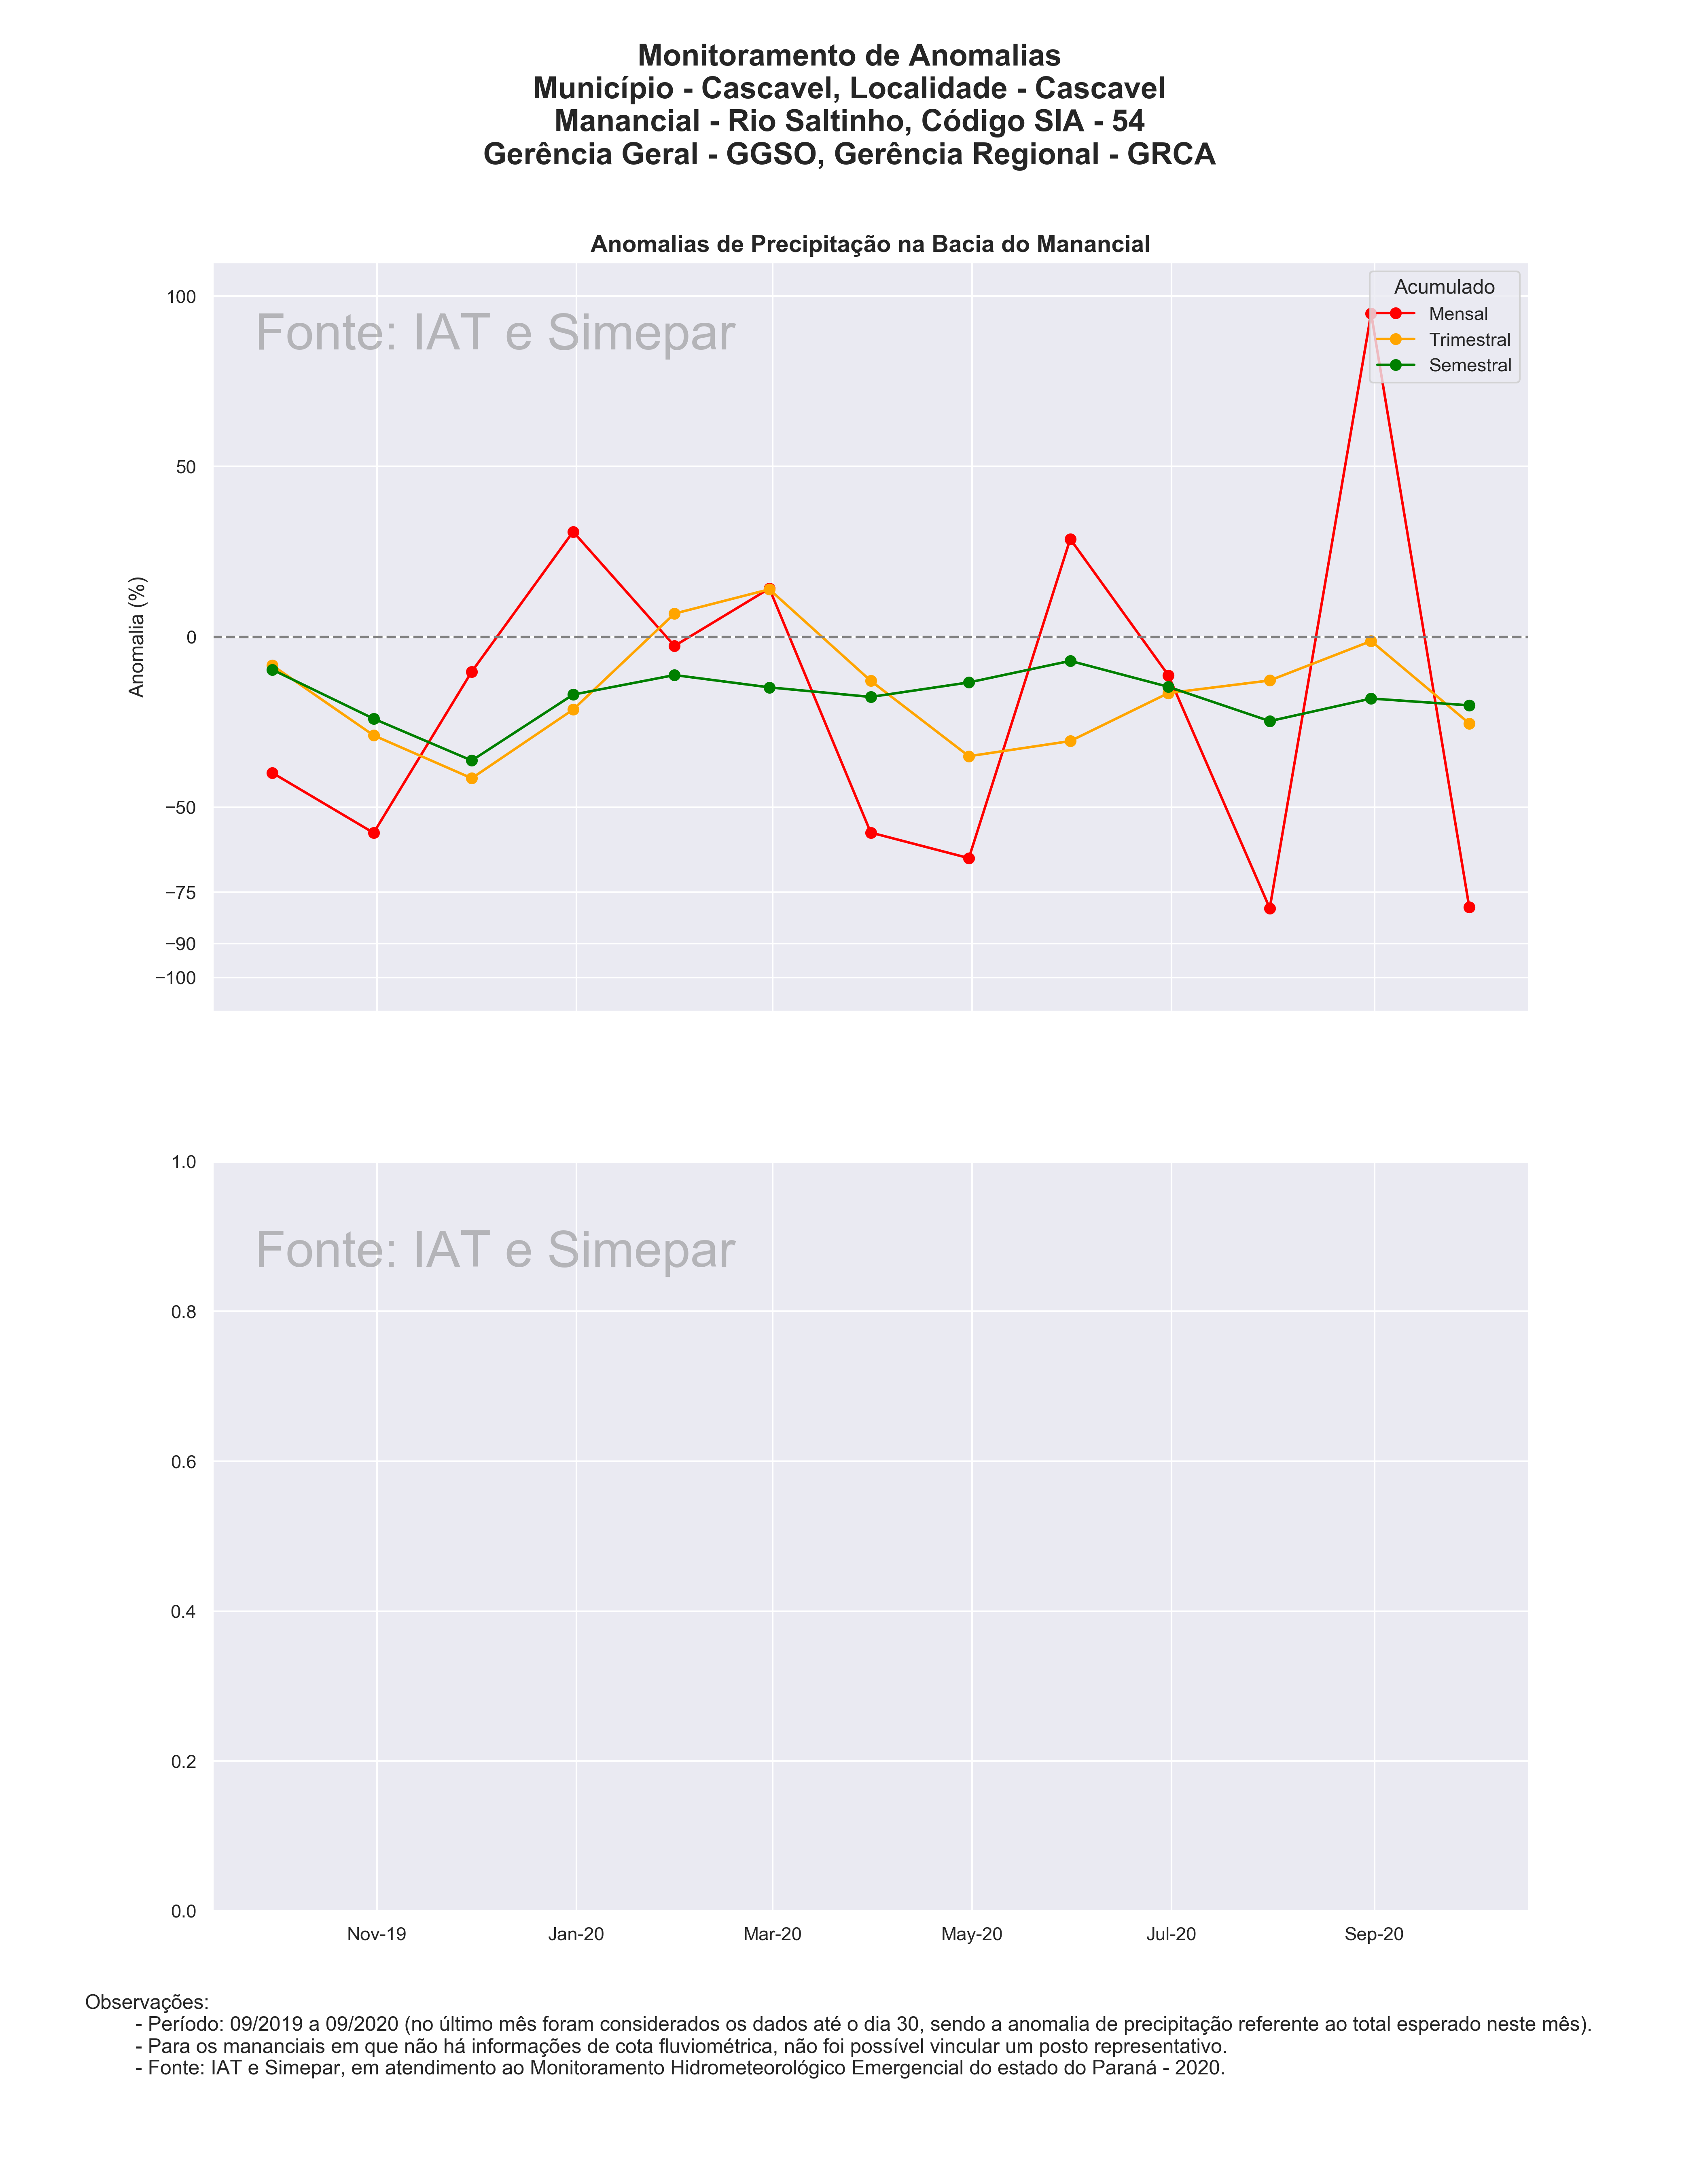 Monitoramento de Anomalias
Município - Cascavel, Localidade - Cascavel
Manancial - Rio Saltinho, Código SIA - 54
Gerência Geral - GGSO, Gerência Regional - GRCA
Anomalias de Precipitação na Bacia do Manancial
Fonte: IAT e Simepar
Acumulado
Mensal
Trimestral
Semestral
Anomalia (%)
100
50
0
−50
−75
−90
−100
Fonte: IAT e Simepar
1.0
0.8
0.6
0.4
0.2
0.0
Nov-19 Jan-20 Mar-20 May-20 Jul-20 Sep-20
Observações:
- Período: 09/2019 a 09/2020 (no último mês foram considerados os dados até o dia 30, sendo a anomalia de precipitação referente ao total esperado neste mês).
- Para os mananciais em que não há informações de cota fluviométrica, não foi possível vincular um posto representativo.
- Fonte: IAT e Simepar, em atendimento ao Monitoramento Hidrometeorológico Emergencial do estado do Paraná - 2020.